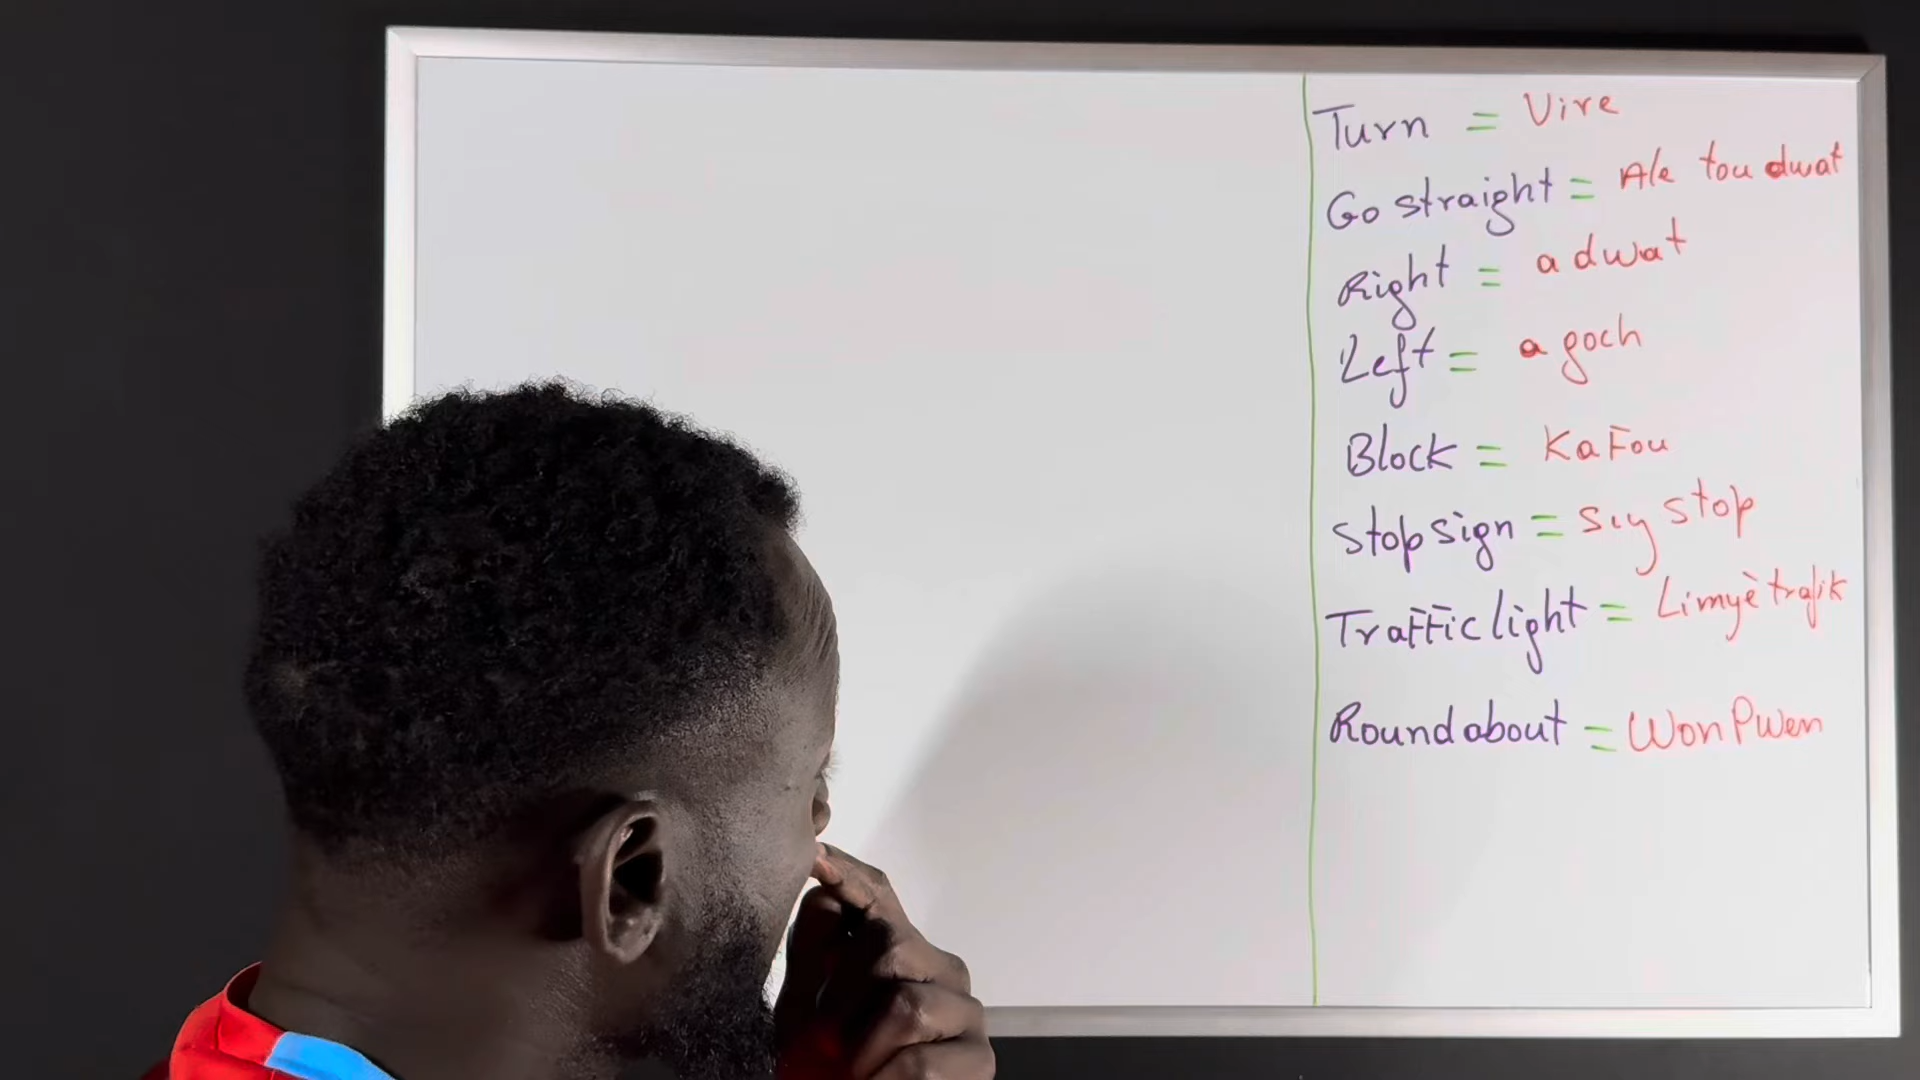 Turn = Vire
Go straight = Ale tou dwat
Right = a dwat
Left = a goch
Block = KaFou
Stop sign = Siy stop
Traffic light = Limyè trafik
Roundabout = Won Pwen